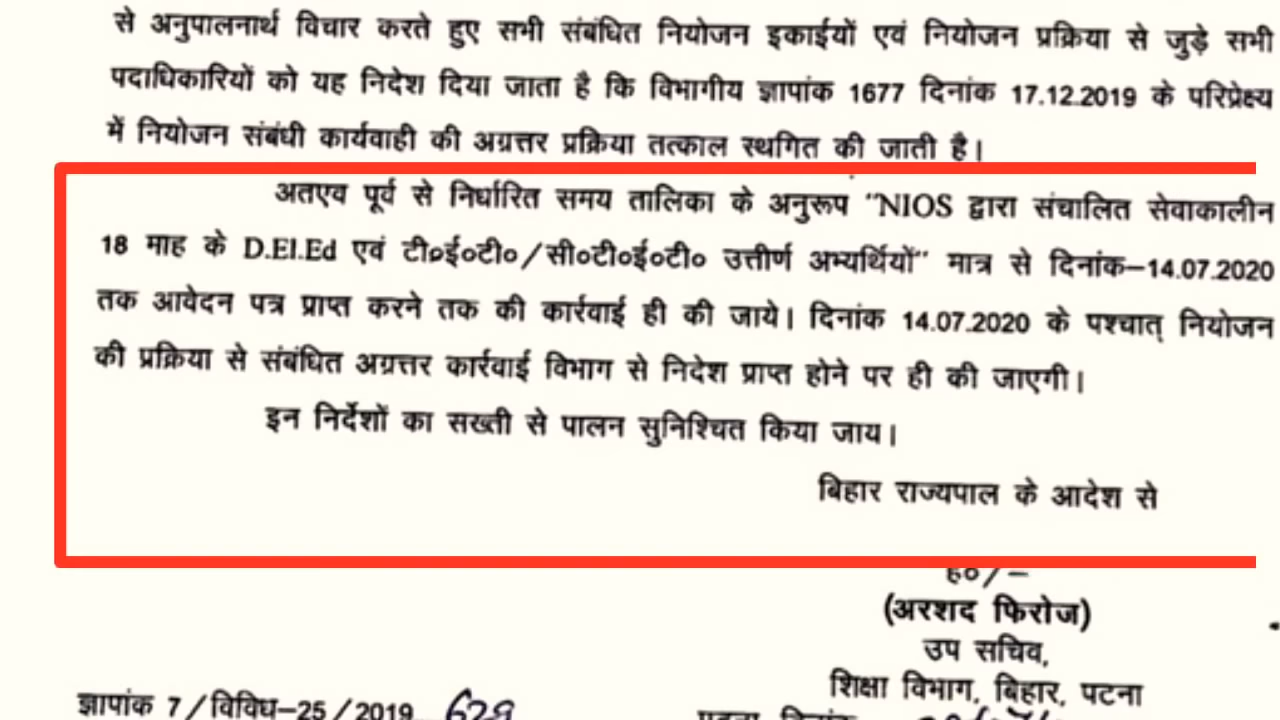 से अनुपालनार्थ विचार करते हुए सभी संबंधित नियोजन इकाईयों एवं नियोजन प्रक्रिया से जुड़े सभी
पदाधिकारियों को यह निदेश दिया जाता है कि विभागीय ज्ञापांक 1677 दिनांक 17.12.2019 के परिप्रेक्ष्य
में नियोजन संबंधी कार्यवाही की अग्रत्तर प्रक्रिया तत्काल स्थगित की जाती है।
अतएव पूर्व से निर्धारित समय तालिका के अनुरूप “NIOS द्वारा संचालित सेवाकालीन
18 माह के D.El.Ed एवं टी०ई०टी०/सी०टी०ई०टी० उत्तीर्ण अभ्यर्थियों” मात्र से दिनांक–14.07.2020
तक आवेदन पत्र प्राप्त करने तक की कार्रवाई ही की जाये। दिनांक 14.07.2020 के पश्चात् नियोजन
की प्रक्रिया से संबंधित अग्रत्तर कार्रवाई विभाग से निदेश प्राप्त होने पर ही की जाएगी।
इन निर्देशों का सख्ती से पालन सुनिश्चित किया जाय।
बिहार राज्यपाल के आदेश से
ह०/–
(अरशद फिरोज)
उप सचिव,
शिक्षा विभाग, बिहार, पटना
ज्ञापांक 7/विविध–25/2019 629